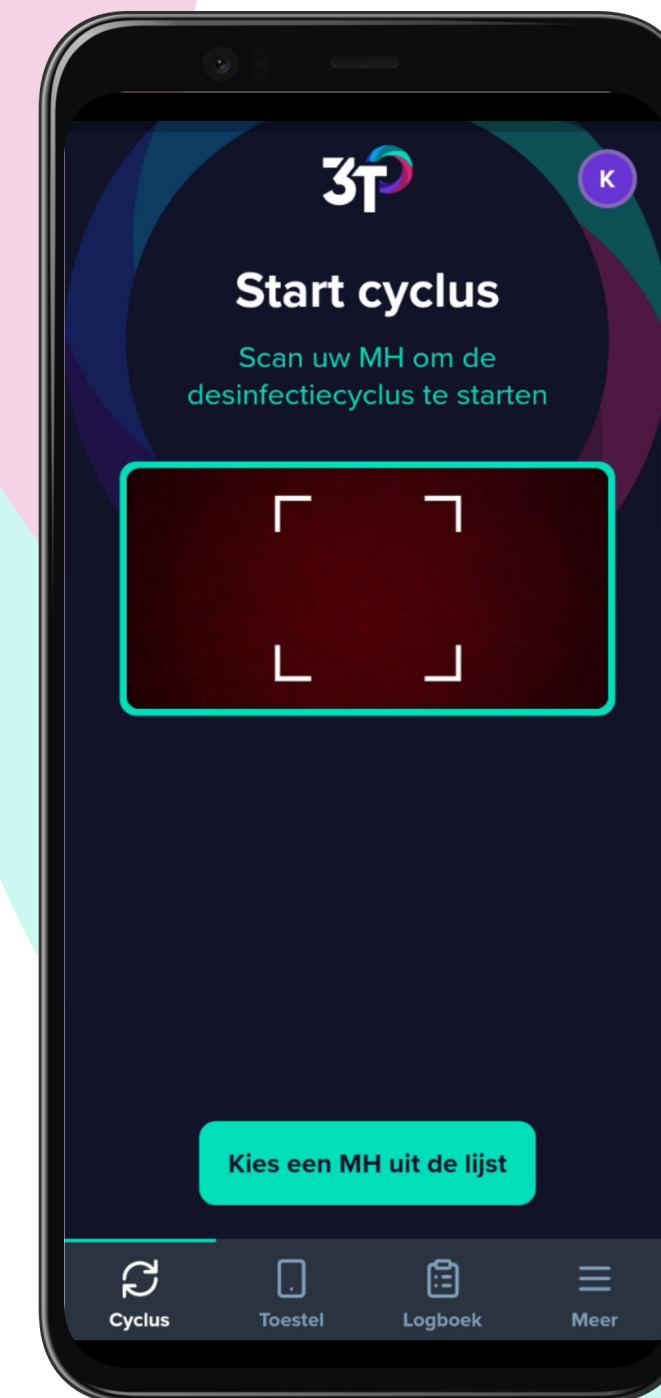 3T
K
Start cyclus
Scan uw MH om de
desinfectiecyclus te starten
Kies een MH uit de lijst
Cyclus Toestel Logboek Meer